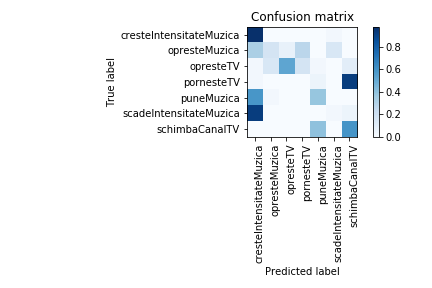 Confusion matrix
True label
cresteIntensitateMuzica
opresteMuzica
opresteTV
pornesteTV
puneMuzica
scadeIntensitateMuzica
schimbaCanalTV
0.8
0.6
0.4
0.2
0.0
cresteIntensitateMuzica
opresteMuzica
opresteTV
pornesteTV
puneMuzica
scadeIntensitateMuzica
schimbaCanalTV
Predicted label